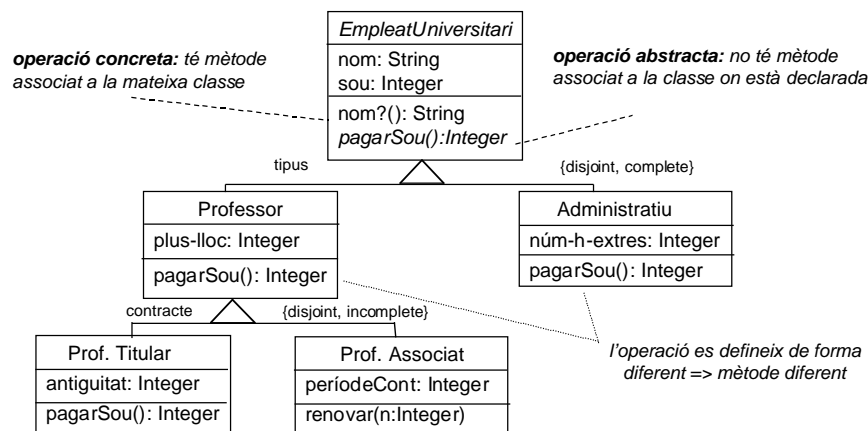 EmpleatUniversitari
operació concreta: té mètode
associat a la mateixa classe
nom: String
sou: Integer
operació abstracta: no té mètode
associat a la classe on està declarada
nom?(): String
pagarSou():Integer
tipus
{disjoint, complete}
Professor
plus-lloc: Integer
pagarSou(): Integer
Administratiu
núm-h-extres: Integer
pagarSou(): Integer
contracte
{disjoint, incomplete}
Prof. Titular
antiguitat: Integer
pagarSou(): Integer
Prof. Associat
períodeCont: Integer
renovar(n:Integer)
l'operació es defineix de forma
diferent => mètode diferent